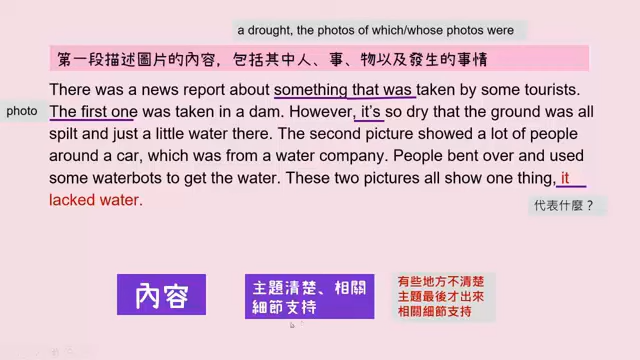 a drought, the photos of which/whose photos were
第一段描述圖片的內容，包括其中人、事、物以及發生的事情
There was a news report about something that was taken by some tourists.
photo
The first one was taken in a dam. However, it's so dry that the ground was all
spilt and just a little water there. The second picture showed a lot of people
around a car, which was from a water company. People bent over and used
some waterbots to get the water. These two pictures all show one thing, it
lacked water.
代表什麼？
內容
主題清楚、相關
細節支持
有些地方不清楚
主題最後才出來
相關細節支持